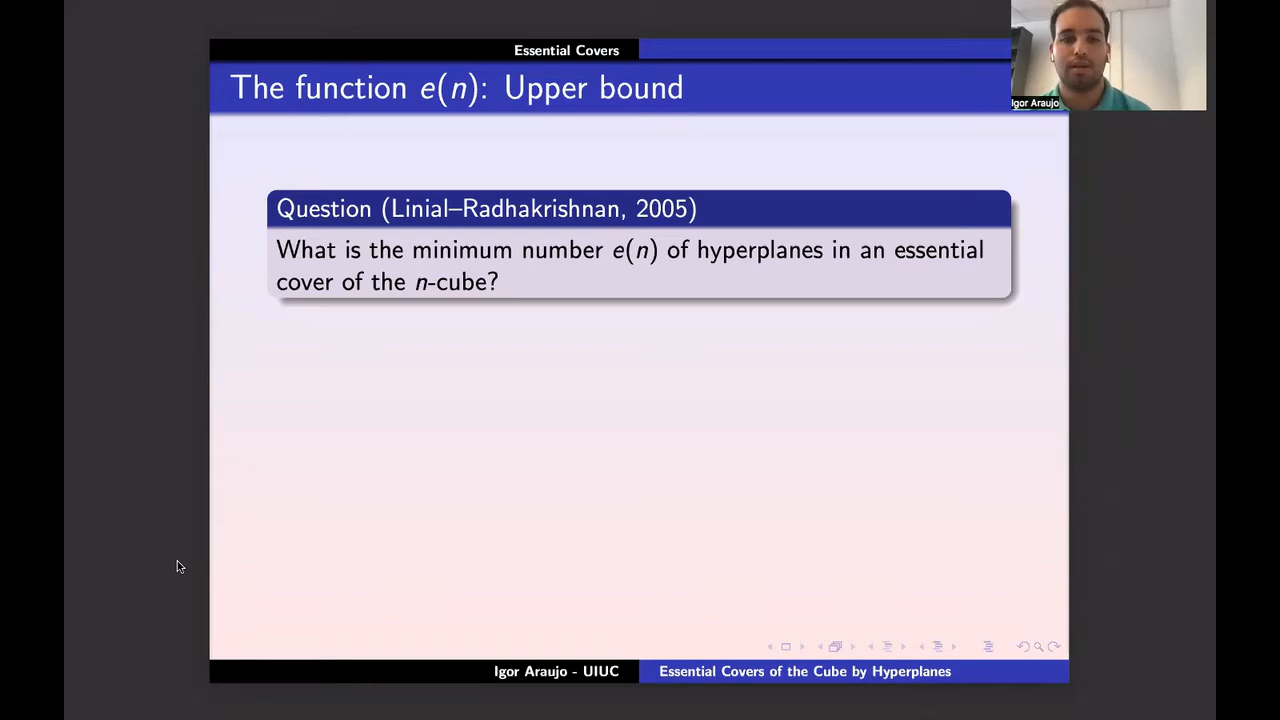 Essential Covers
The function e(n): Upper bound
Igor Araujo
Question (Linial–Radhakrishnan, 2005)
What is the minimum number e(n) of hyperplanes in an essential
cover of the n-cube?
Igor Araujo - UIUC
Essential Covers of the Cube by Hyperplanes